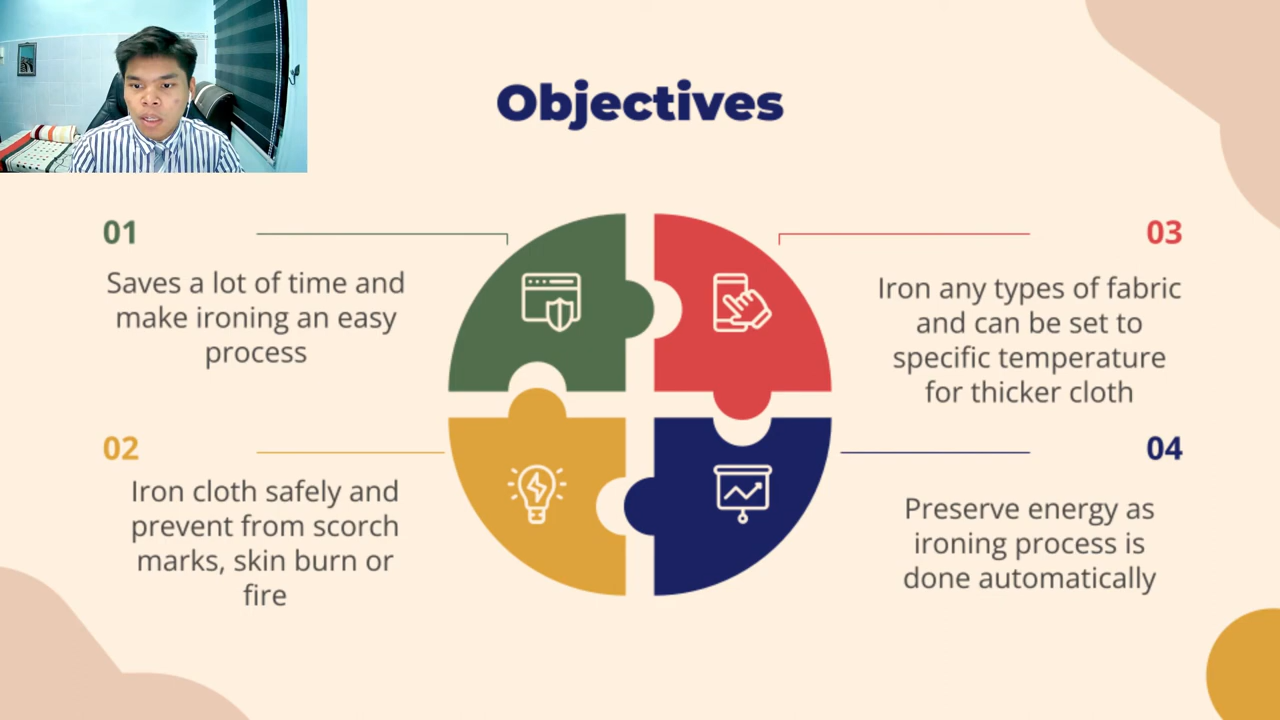 Objectives
01
Saves a lot of time and
make ironing an easy
process
02
Iron cloth safely and
prevent from scorch
marks, skin burn or
fire
03
Iron any types of fabric
and can be set to
specific temperature
for thicker cloth
04
Preserve energy as
ironing process is
done automatically